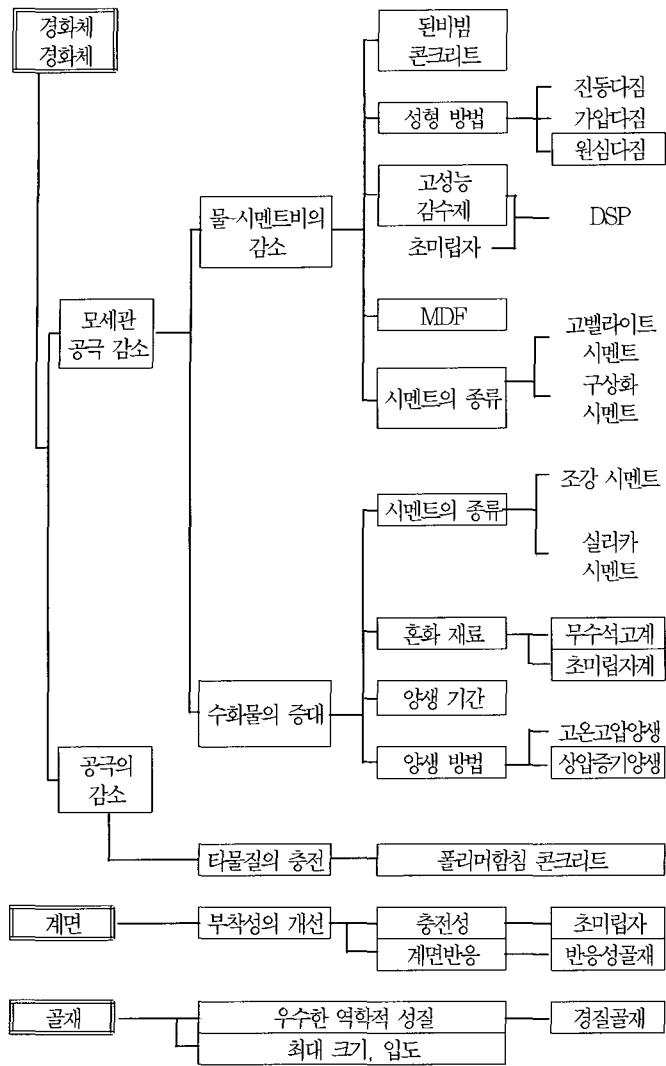 경화체
경화체
된비빔
콘크리트
성형 방법
진동다짐
가압다짐
원심다짐
고성능
감수제
초미립자
DSP
물-시멘트비의
감소
MDF
시멘트의 종류
고벨라이트
시멘트
구상화
시멘트
모세관
공극 감소
시멘트의 종류
조강 시멘트
실리카
시멘트
혼화 재료
무수석고계
초미립자계
수화물의 증대
양생 기간
양생 방법
고온고압양생
상압증기양생
공극의
감소
타물질의 충전
폴리머함침 콘크리트
계면
부착성의 개선
충전성
초미립자
계면반응
반응성골재
골재
우수한 역학적 성질
경질골재
최대 크기, 입도